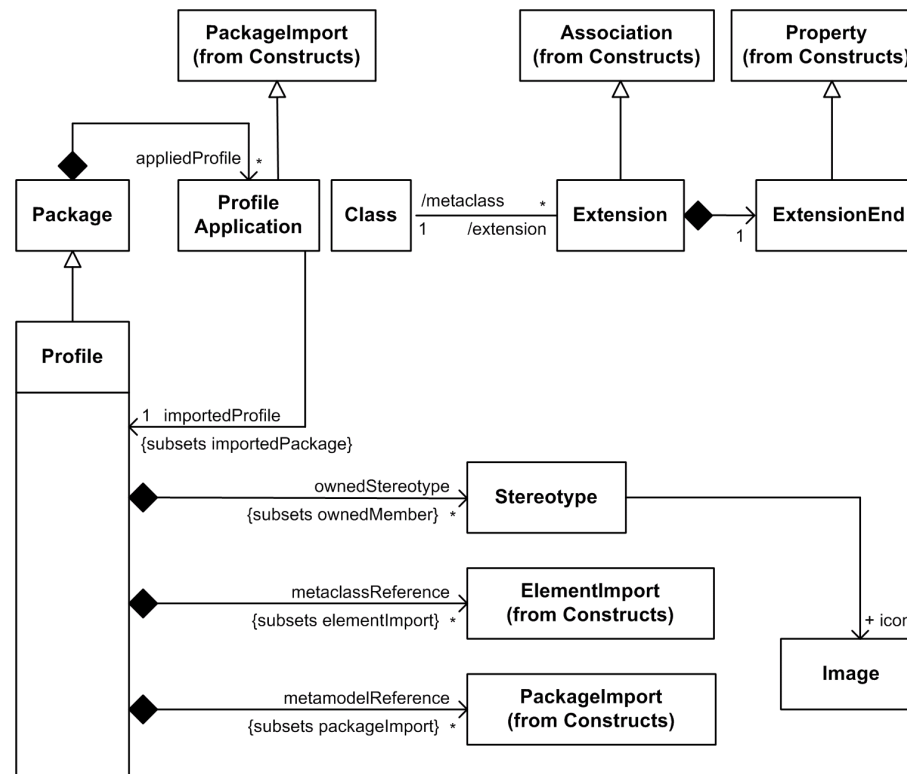 PackageImport
(from Constructs)
Association
(from Constructs)
Property
(from Constructs)
appliedProfile *
Package
Profile
Application
Class
/metaclass *
1 /extension
Extension
1
ExtensionEnd
Profile
1 importedProfile
{subsets importedPackage}
ownedStereotype
{subsets ownedMember} *
Stereotype
metaclassReference
{subsets elementImport} *
ElementImport
(from Constructs)
+ icon
Image
metamodelReference
{subsets packageImport} *
PackageImport
(from Constructs)